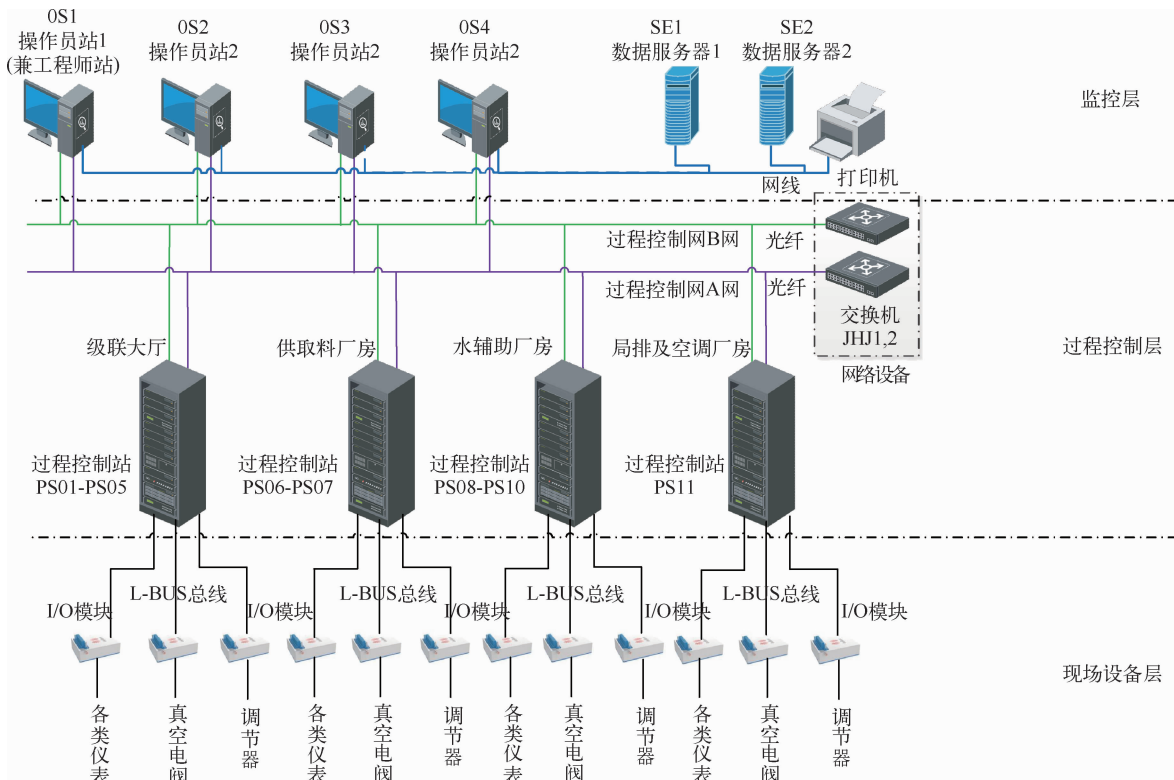 0S1
操作员站1
(兼工程师站)
0S2
操作员站2
0S3
操作员站2
0S4
操作员站2
SE1
数据服务器1
SE2
数据服务器2
监控层
网线
打印机
过程控制网B网
光纤
过程控制网A网
光纤
交换机
JHJ1,2
网络设备
过程控制层
级联大厅
供取料厂房
水辅助厂房
局排及空调厂房
过程控制站
PS01-PS05
过程控制站
PS06-PS07
过程控制站
PS08-PS10
过程控制站
PS11
L-BUS总线
L-BUS总线
L-BUS总线
L-BUS总线
I/O模块
I/O模块
I/O模块
I/O模块
I/O模块
现场设备层
各类仪表
真空电阀
调节器
各类仪表
真空电阀
调节器
各类仪表
真空电阀
调节器
各类仪表
真空电阀
调节器